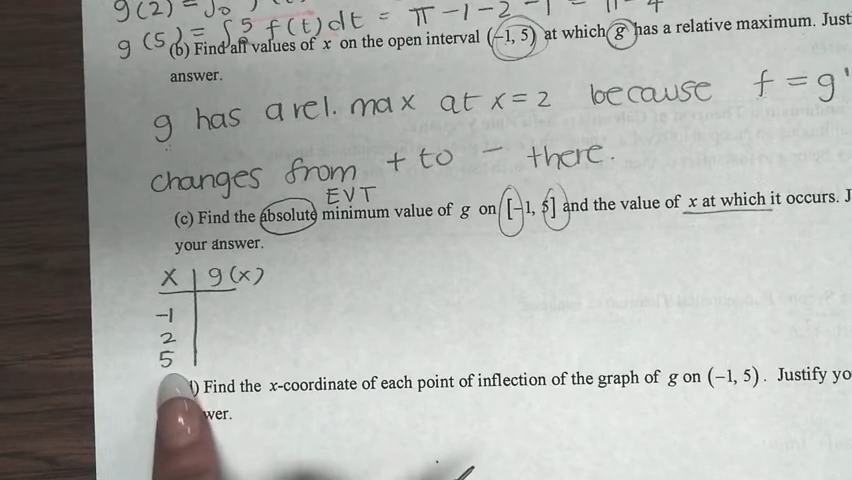 g(2) = ∫0
g(5) = ∫ 5 f(t)dt = π-1-2-1 = π-4
(b) Find all values of x on the open interval (−1, 5) at which g has a relative maximum. Just
answer.
g has a rel. max at x=2 because f = g'
changes from + to - there.
EVT
(c) Find the absolute minimum value of g on [−1, 5] and the value of x at which it occurs. J
your answer.
x | g(x)
-1
2
5
) Find the x-coordinate of each point of inflection of the graph of g on (−1, 5). Justify yo
wer.